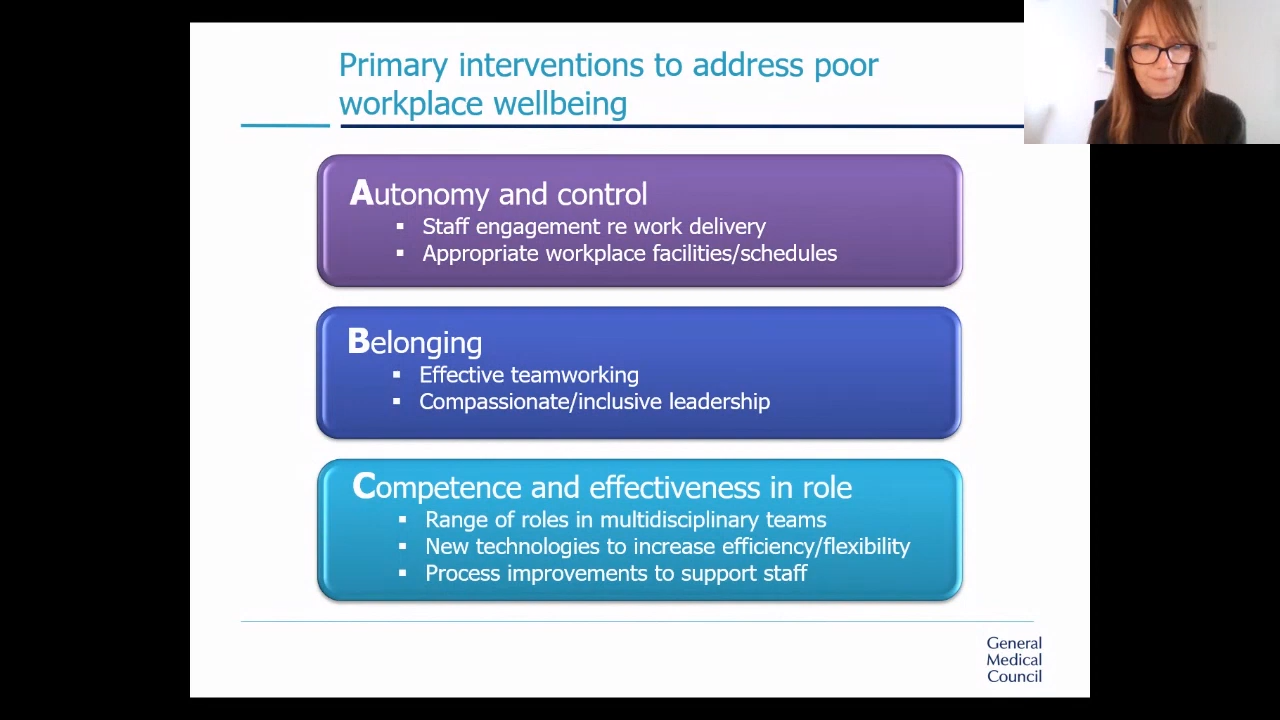 Primary interventions to address poor
workplace wellbeing
Autonomy and control
▪ Staff engagement re work delivery
▪ Appropriate workplace facilities/schedules
Belonging
▪ Effective teamworking
▪ Compassionate/inclusive leadership
Competence and effectiveness in role
▪ Range of roles in multidisciplinary teams
▪ New technologies to increase efficiency/flexibility
▪ Process improvements to support staff
General
Medical
Council